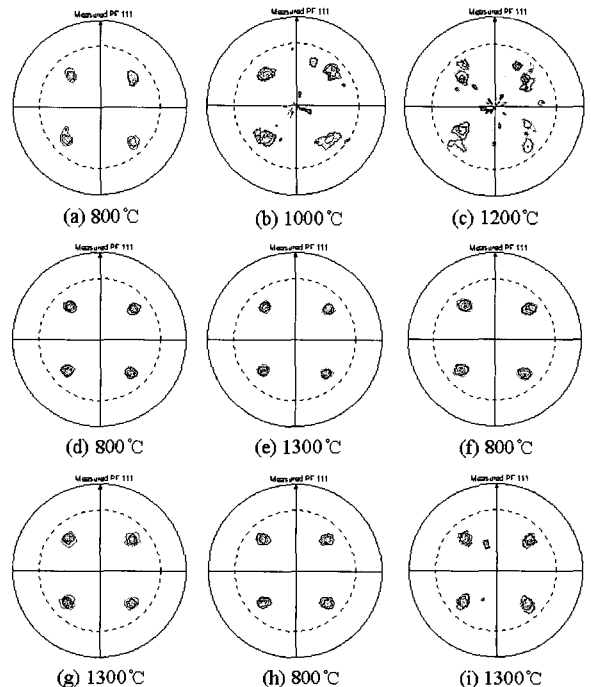 Measured PF 111 Measured PF 111 Measured PF 111
(a) 800℃ (b) 1000℃ (c) 1200℃
Measured PF 111 Measured PF 111 Measured PF 111
(d) 800℃ (e) 1300℃ (f) 800℃
Measured PF 111 Measured PF 111 Measured PF 111
(g) 1300℃ (h) 800℃ (i) 1300℃